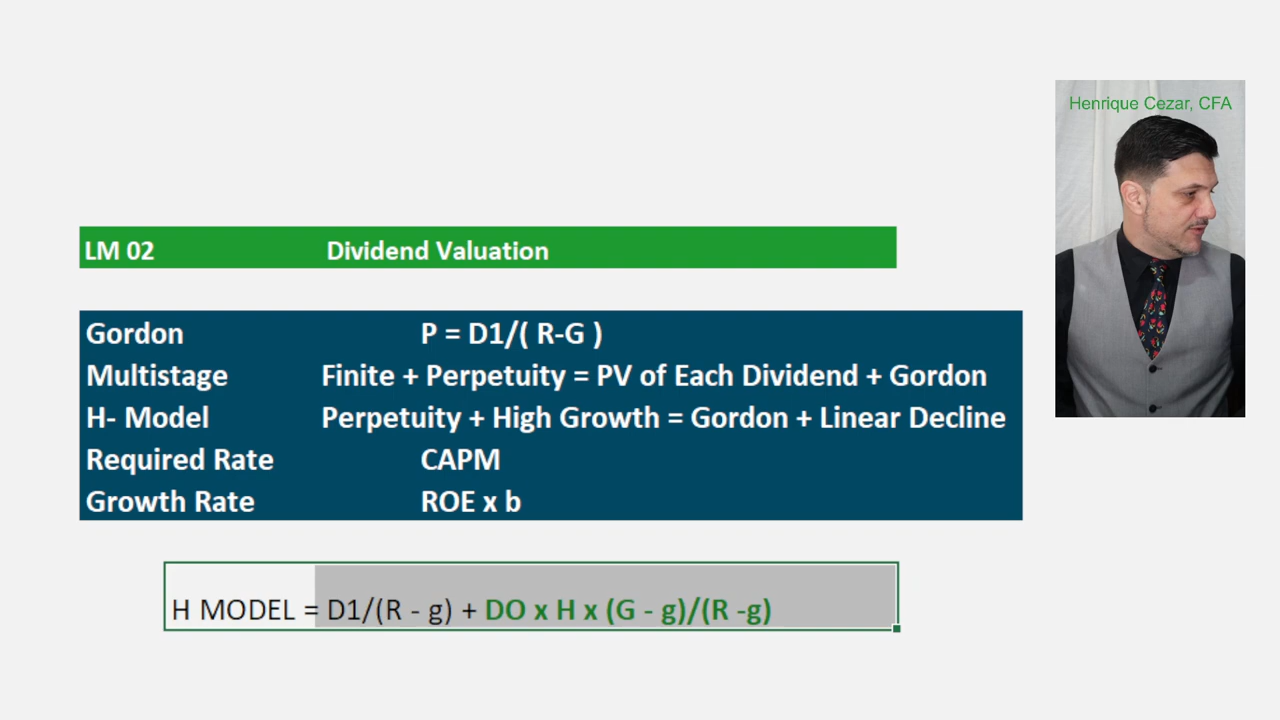 Henrique Cezar, CFA
LM 02 Dividend Valuation
Gordon P = D1/( R-G )
Multistage Finite + Perpetuity = PV of Each Dividend + Gordon
H- Model Perpetuity + High Growth = Gordon + Linear Decline
Required Rate CAPM
Growth Rate ROE x b
H MODEL = D1/(R - g) + DO x H x (G - g)/(R -g)